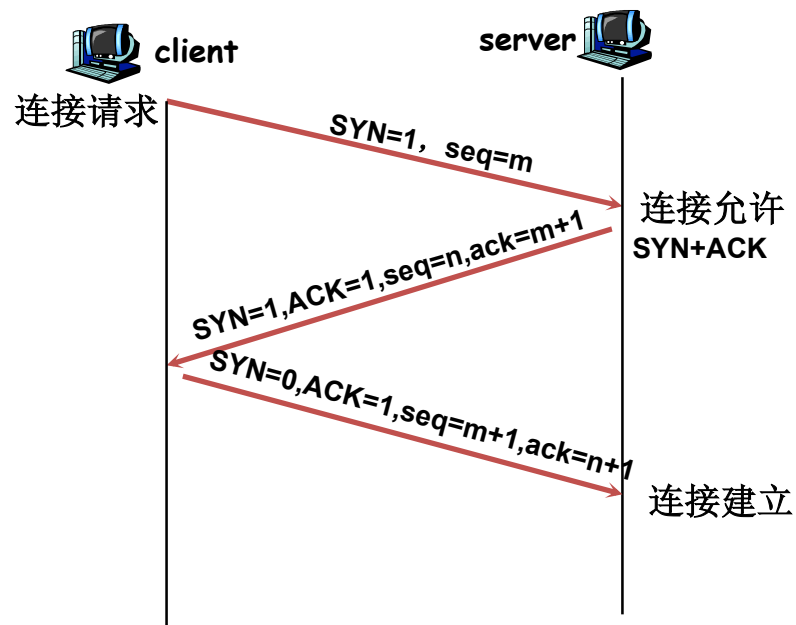 client
server
连接请求
SYN=1，seq=m
连接允许
SYN+ACK
SYN=1,ACK=1,seq=n,ack=m+1
SYN=0,ACK=1,seq=m+1,ack=n+1
连接建立